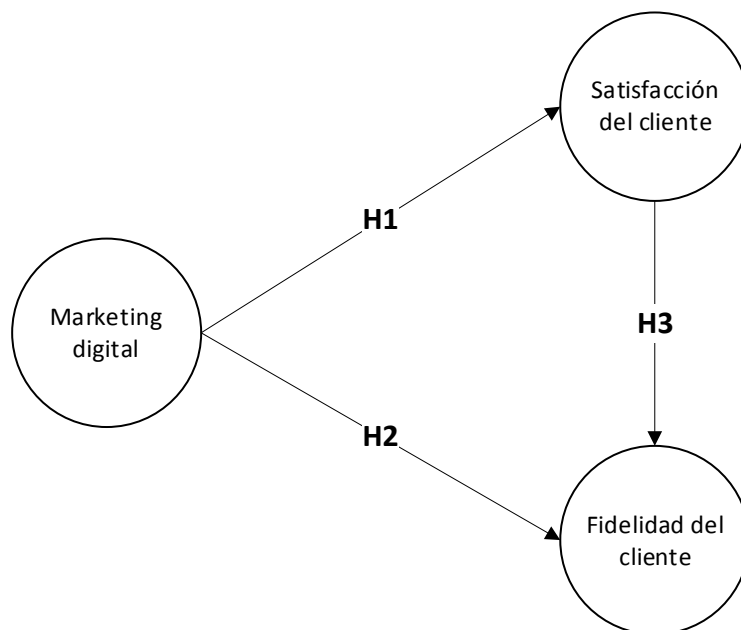 Satisfacción
del cliente
H1
Marketing
digital
H3
H2
Fidelidad del
cliente